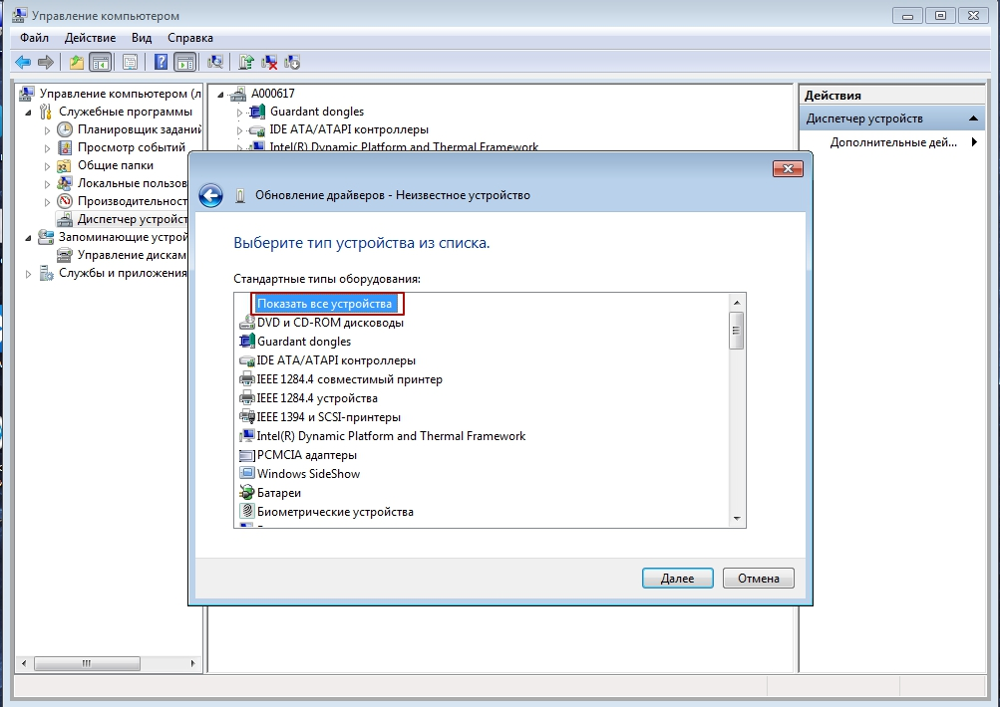 Управление компьютером
Файл Действие Вид Справка
Управление компьютером (л
Служебные программы
Планировщик заданий
Просмотр событий
Общие папки
Локальные пользов
Производительност
Диспетчер устройст
Запоминающие устрой
Управление дисками
Службы и приложения
A000617
Guardant dongles
IDE ATA/ATAPI контроллеры
Intel(R) Dynamic Platform and Thermal Framework
Действия
Диспетчер устройств
Дополнительные дей...
Обновление драйверов - Неизвестное устройство
Выберите тип устройства из списка.
Стандартные типы оборудования:
Показать все устройства
DVD и CD-ROM дисководы
Guardant dongles
IDE ATA/ATAPI контроллеры
IEEE 1284.4 совместимый принтер
IEEE 1284.4 устройства
IEEE 1394 и SCSI-принтеры
Intel(R) Dynamic Platform and Thermal Framework
PCMCIA адаптеры
Windows SideShow
Батареи
Биометрические устройства
Далее
Отмена